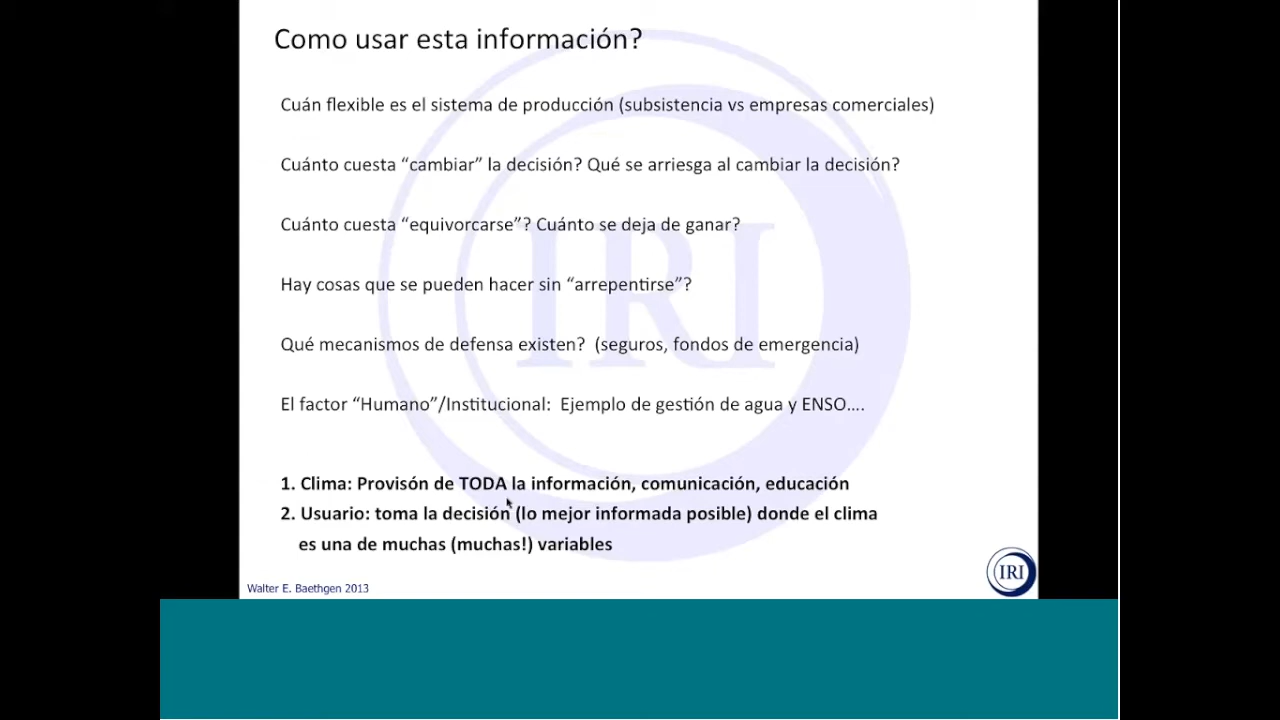 Como usar esta información?
Cuán flexible es el sistema de producción (subsistencia vs empresas comerciales)
Cuánto cuesta “cambiar” la decisión? Qué se arriesga al cambiar la decisión?
Cuánto cuesta “equivorcarse”? Cuánto se deja de ganar?
Hay cosas que se pueden hacer sin “arrepentirse”?
Qué mecanismos de defensa existen? (seguros, fondos de emergencia)
El factor “Humano”/Institucional: Ejemplo de gestión de agua y ENSO....
1. Clima: Provisón de TODA la información, comunicación, educación
2. Usuario: toma la decisión (lo mejor informada posible) donde el clima
es una de muchas (muchas!) variables
Walter E. Baethgen 2013
IRI
IRI